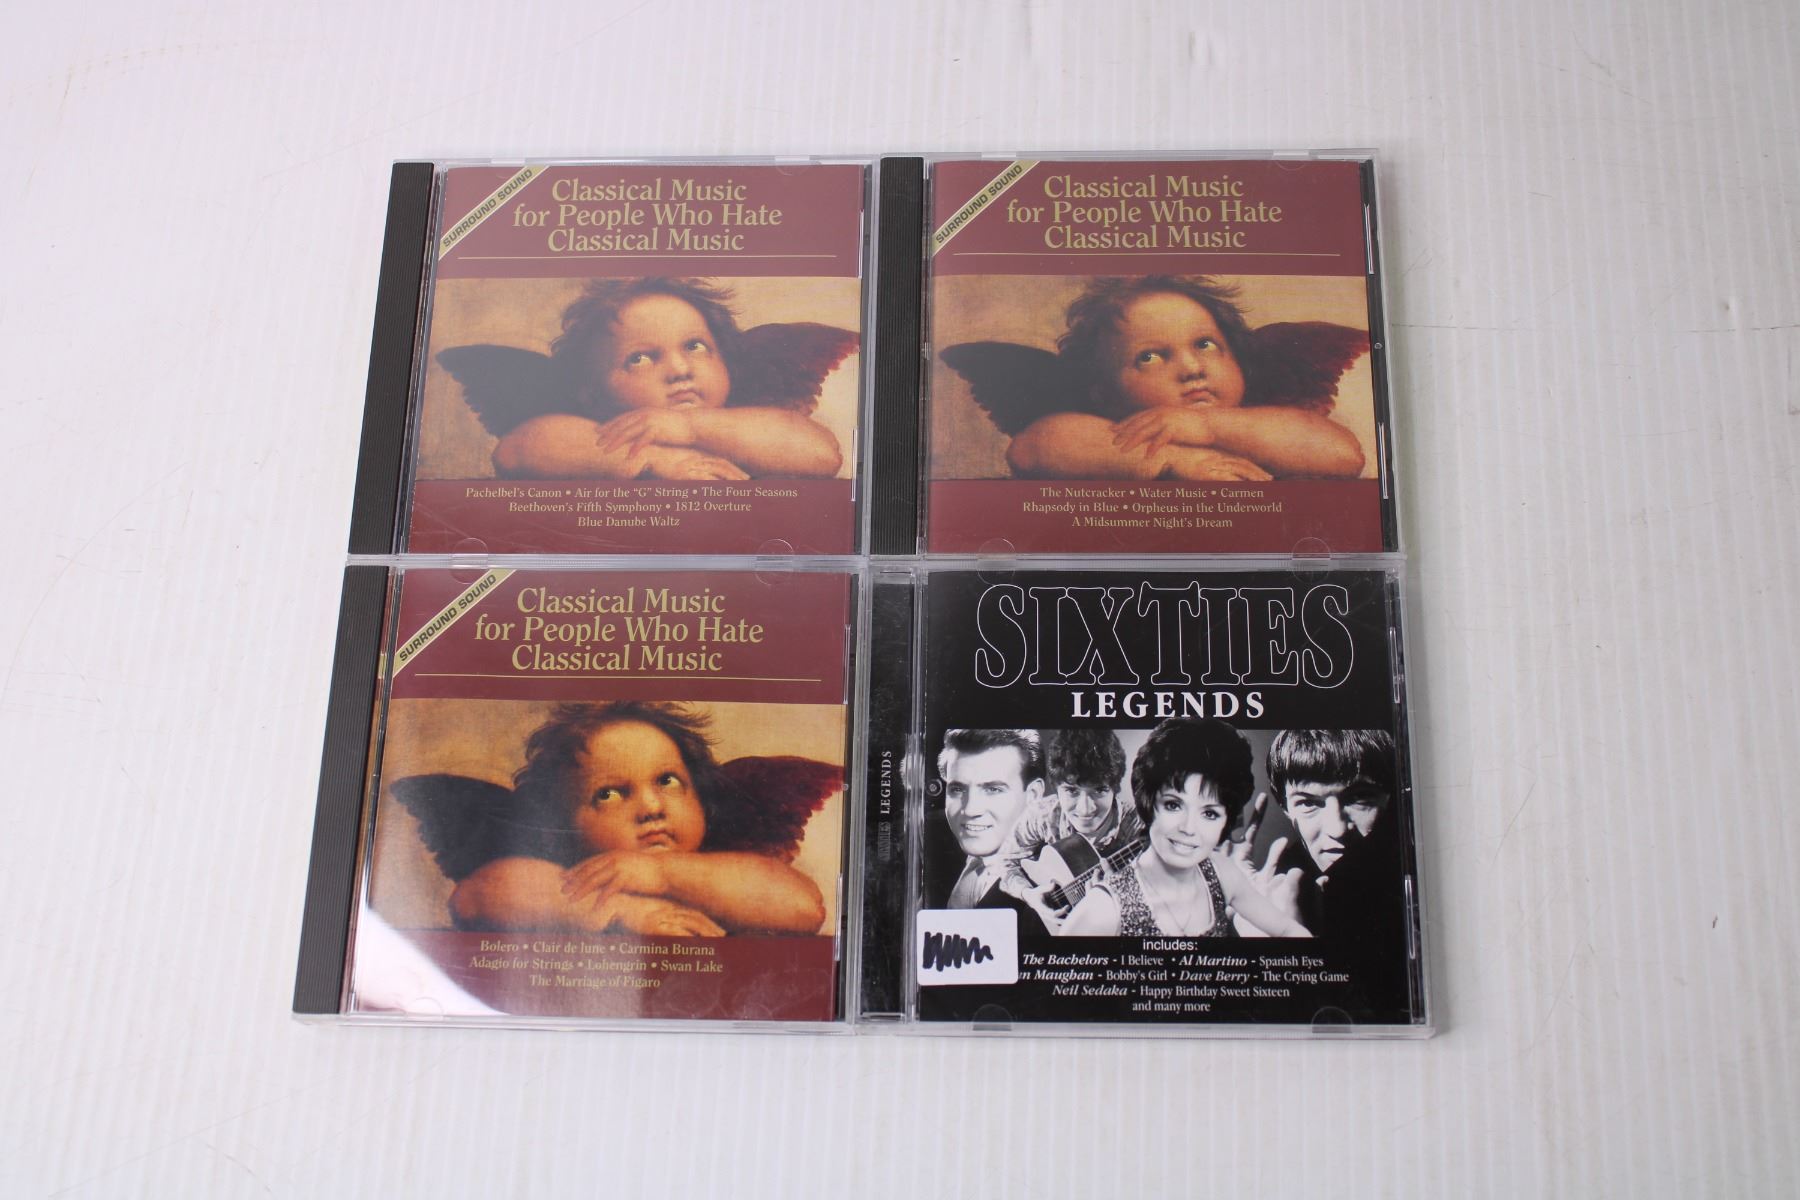 SURROUND SOUND
Classical Music
for People Who Hate
Classical Music
Pachelbel's Canon • Air for the "G" String • The Four Seasons
Beethoven's Fifth Symphony • 1812 Overture
Blue Danube Waltz
SURROUND SOUND
Classical Music
for People Who Hate
Classical Music
The Nutcracker • Water Music • Carmen
Rhapsody in Blue • Orpheus in the Underworld
A Midsummer Night's Dream
SURROUND SOUND
Classical Music
for People Who Hate
Classical Music
Bolero • Clair de lune • Carmina Burana
Adagio for Strings • Lohengrin • Swan Lake
The Marriage of Figaro
SIXTIES LEGENDS
SIXTIES
LEGENDS
includes:
The Bachelors - I Believe • Al Martino - Spanish Eyes
Maughan - Bobby's Girl • Dave Berry - The Crying Game
Neil Sedaka - Happy Birthday Sweet Sixteen
and many more